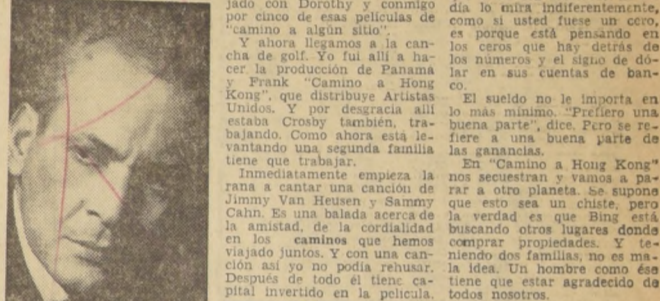 jado con Dorothy y conmigo
por cinco de esas películas de
"camino a algún sitio".
Y ahora llegamos a la can-
cha de golf. Yo fui allí a ha-
cer la producción de Panamá
y Frank "Camino a Hong
Kong", que distribuye Artistas
Unidos. Y por desgracia allí
estaba Crosby también, tra-
bajando. Como ahora está le-
vantando una segunda familia
tiene que trabajar.
Inmediatamente empieza la
rana a cantar una canción de
Jimmy Van Heusen y Sammy
Cahn. Es una balada acerca de
la amistad, de la cordialidad
en los caminos que hemos
viajado juntos. Y con una can-
ción así yo no podía rehusar.
Después de todo él tiene ca-
pital invertido en la película.
día lo mira indiferentemente,
como si usted fuese un cero,
es porque está pensando en
los ceros que hay detrás de
los números y el signo de dó-
lar en sus cuentas de ban-
co.
El sueldo no le importa en
lo más mínimo. "Prefiero una
buena parte", dice. Pero se re-
fiere a una buena parte de
las ganancias.
En "Camino a Hong Kong"
nos secuestran y vamos a pa-
rar a otro planeta. Se supone
que esto sea un chiste, pero
la verdad es que Bing está
buscando otros lugares donde
comprar propiedades. Y te-
niendo dos familias, no es ma-
la idea. Un hombre como ése
tiene que estar agradecido de
todos nosotros.